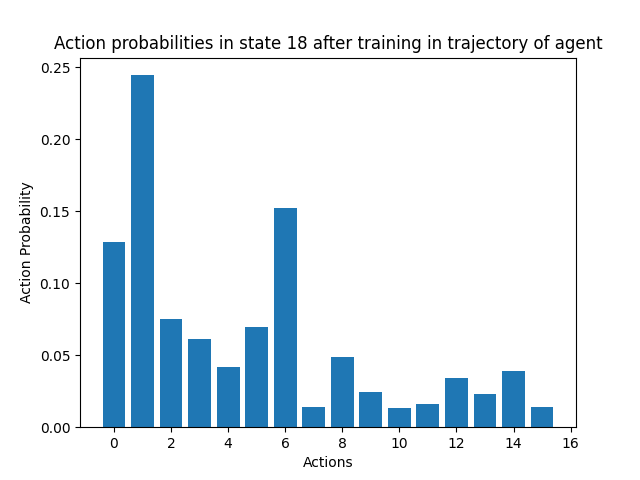 Action probabilities in state 18 after training in trajectory of agent
0.25
0.20
0.15
0.10
0.05
0.00
Action Probability
0 2 4 6 8 10 12 14 16
Actions